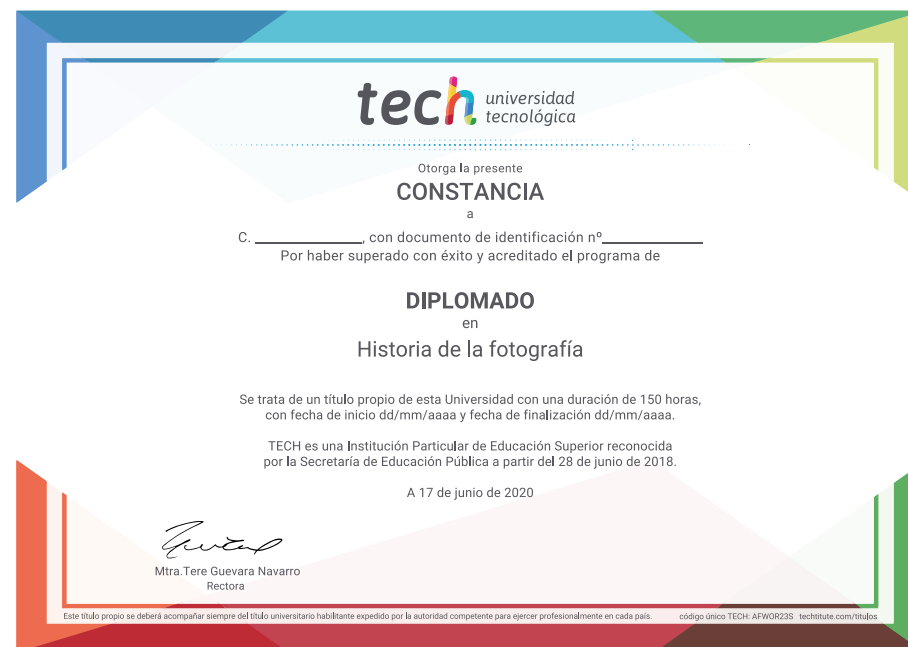 tech universidad
tecnológica
Otorga la presente
CONSTANCIA
a
C. ____________, con documento de identificación nº____________
Por haber superado con éxito y acreditado el programa de
DIPLOMADO
en
Historia de la fotografía
Se trata de un título propio de esta Universidad con una duración de 150 horas,
con fecha de inicio dd/mm/aaaa y fecha de finalización dd/mm/aaaa.
TECH es una Institución Particular de Educación Superior reconocida
por la Secretaría de Educación Pública a partir del 28 de junio de 2018.
A 17 de junio de 2020
Mtra.Tere Guevara Navarro
Rectora
Este título propio se deberá acompañar siempre del título universitario habilitante expedido por la autoridad competente para ejercer profesionalmente en cada país. código único TECH: AFWOR23S techtitute.com/titulos